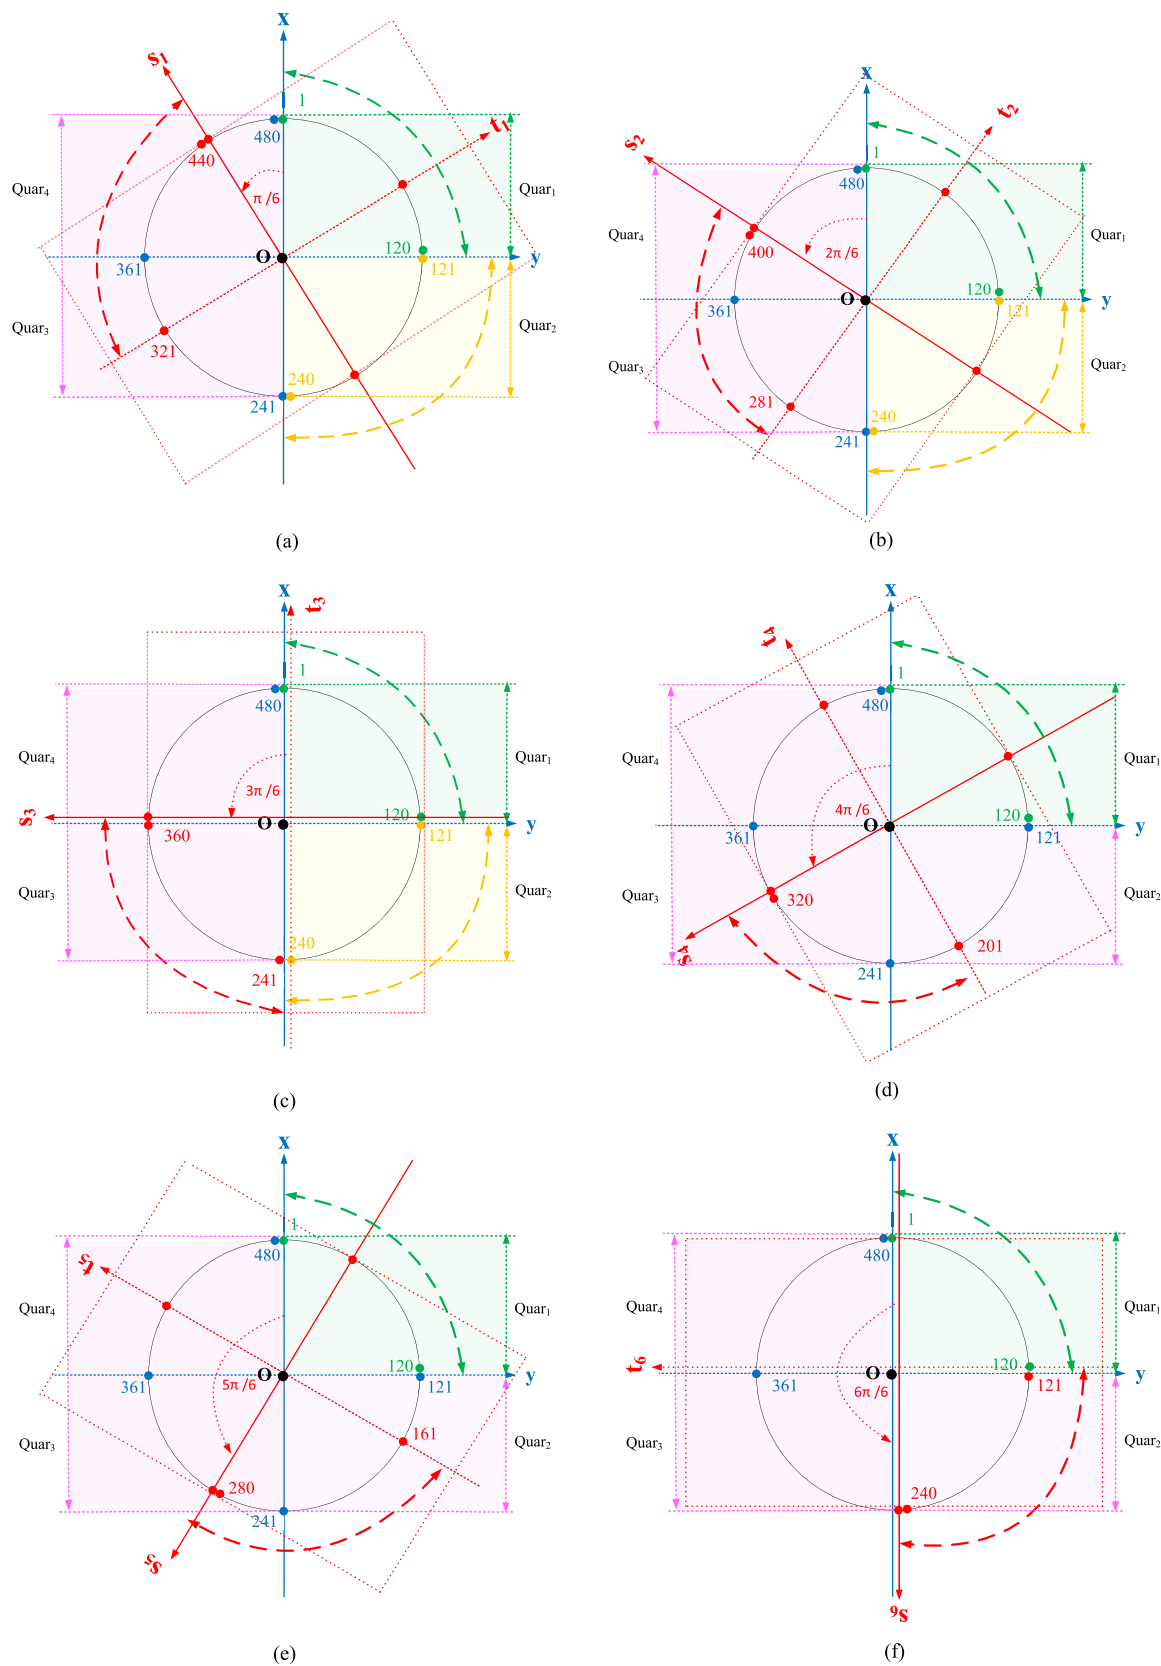 x
s₁
1
480
440
t₁
Quar₄
π /6
Quar₁
120
O
y
361
121
Quar₃
321
Quar₂
240
241
(a)
x
t₂
s₂
1
480
400
Quar₄
2π /6
Quar₁
120
O
y
361
121
Quar₃
Quar₂
281
240
241
(b)
x
t₃
1
480
Quar₄
Quar₁
3π /6
s₃
120
O
y
360
121
Quar₃
Quar₂
240
241
(c)
x
t₄
1
480
Quar₄
Quar₁
4π /6
120
O
y
361
121
Quar₃
320
Quar₂
201
s₄
241
(d)
x
1
480
t₅
Quar₄
Quar₁
120
O
y
361
5π /6
121
161
Quar₃
Quar₂
280
241
s₅
(e)
x
1
480
Quar₄
Quar₁
t₆
120
O
y
361
6π /6
121
Quar₃
Quar₂
240
s₆
(f)